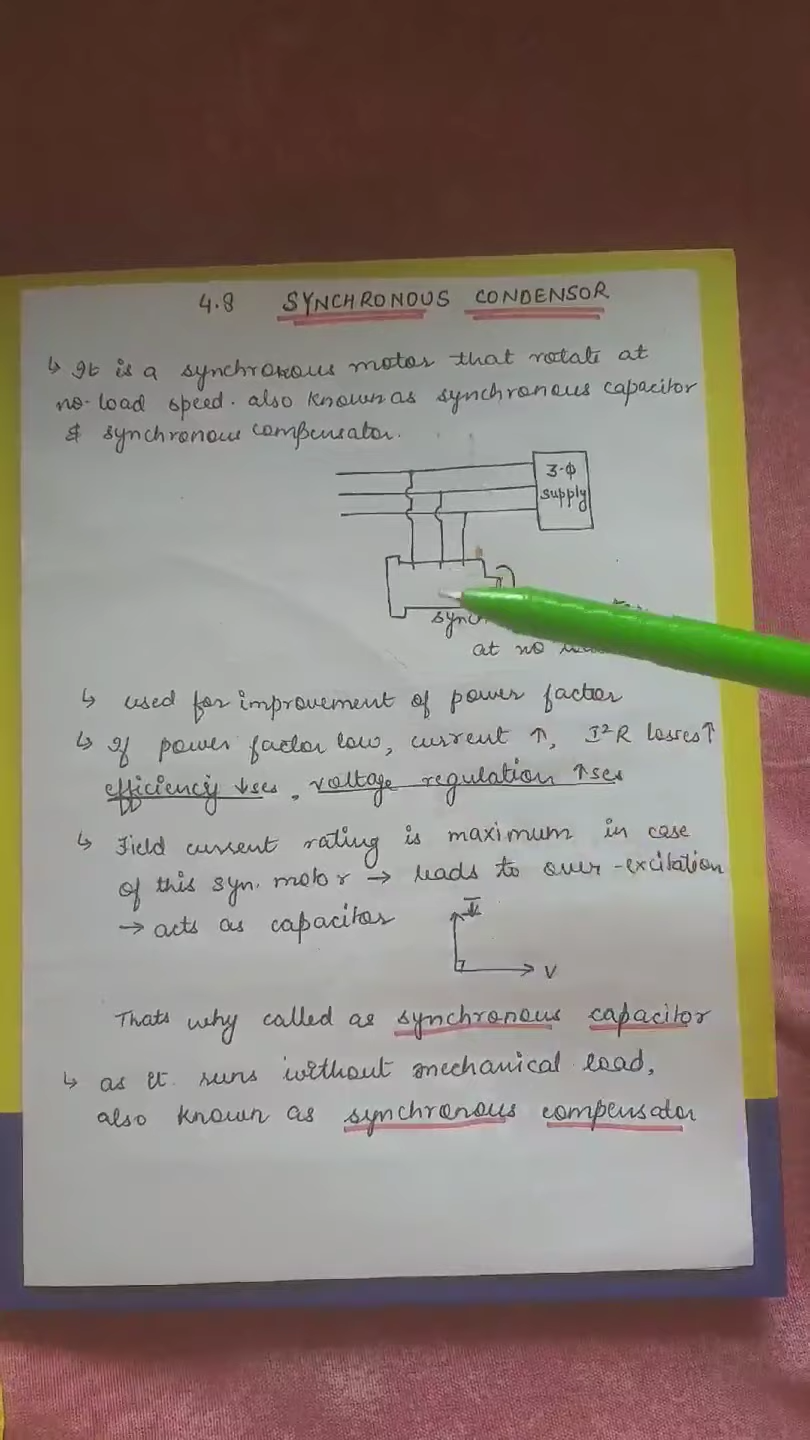 4.8 SYNCHRONOUS CONDENSOR
↳ It is a synchronous motor that rotate at
no-load speed. also known as synchronous capacitor
& synchronous compensator.
3-Φ
supply
at no
↳ used for improvement of power factor
↳ If power factor low, current ↑, I²R losses↑
efficiency ↓ses, voltage regulation ↑ses
↳ Field current rating is maximum in case
of this syn. motor → leads to over-excitation
→ acts as capacitor
I
V
Thats why called as synchronous capacitor
↳ as it runs without mechanical load,
also known as synchronous compensator